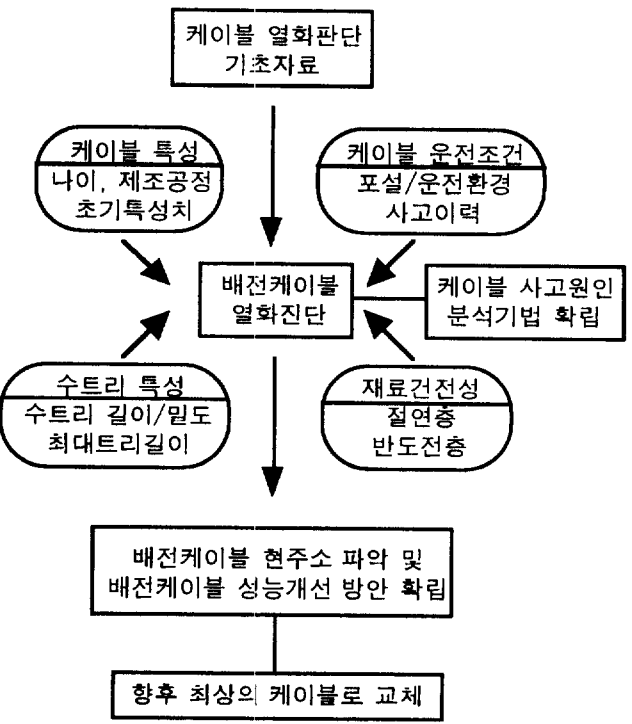 케이블 열화판단
기초자료
케이블 특성
나이, 제조공정
초기특성치
케이블 운전조건
포설/운전환경
사고이력
배전케이블
열화진단
케이블 사고원인
분석기법 확립
수트리 특성
수트리 길이/밀도
최대트리길이
재료건전성
절연층
반도전층
배전케이블 현주소 파악 및
배전케이블 성능개선 방안 확립
향후 최상의 케이블로 교체